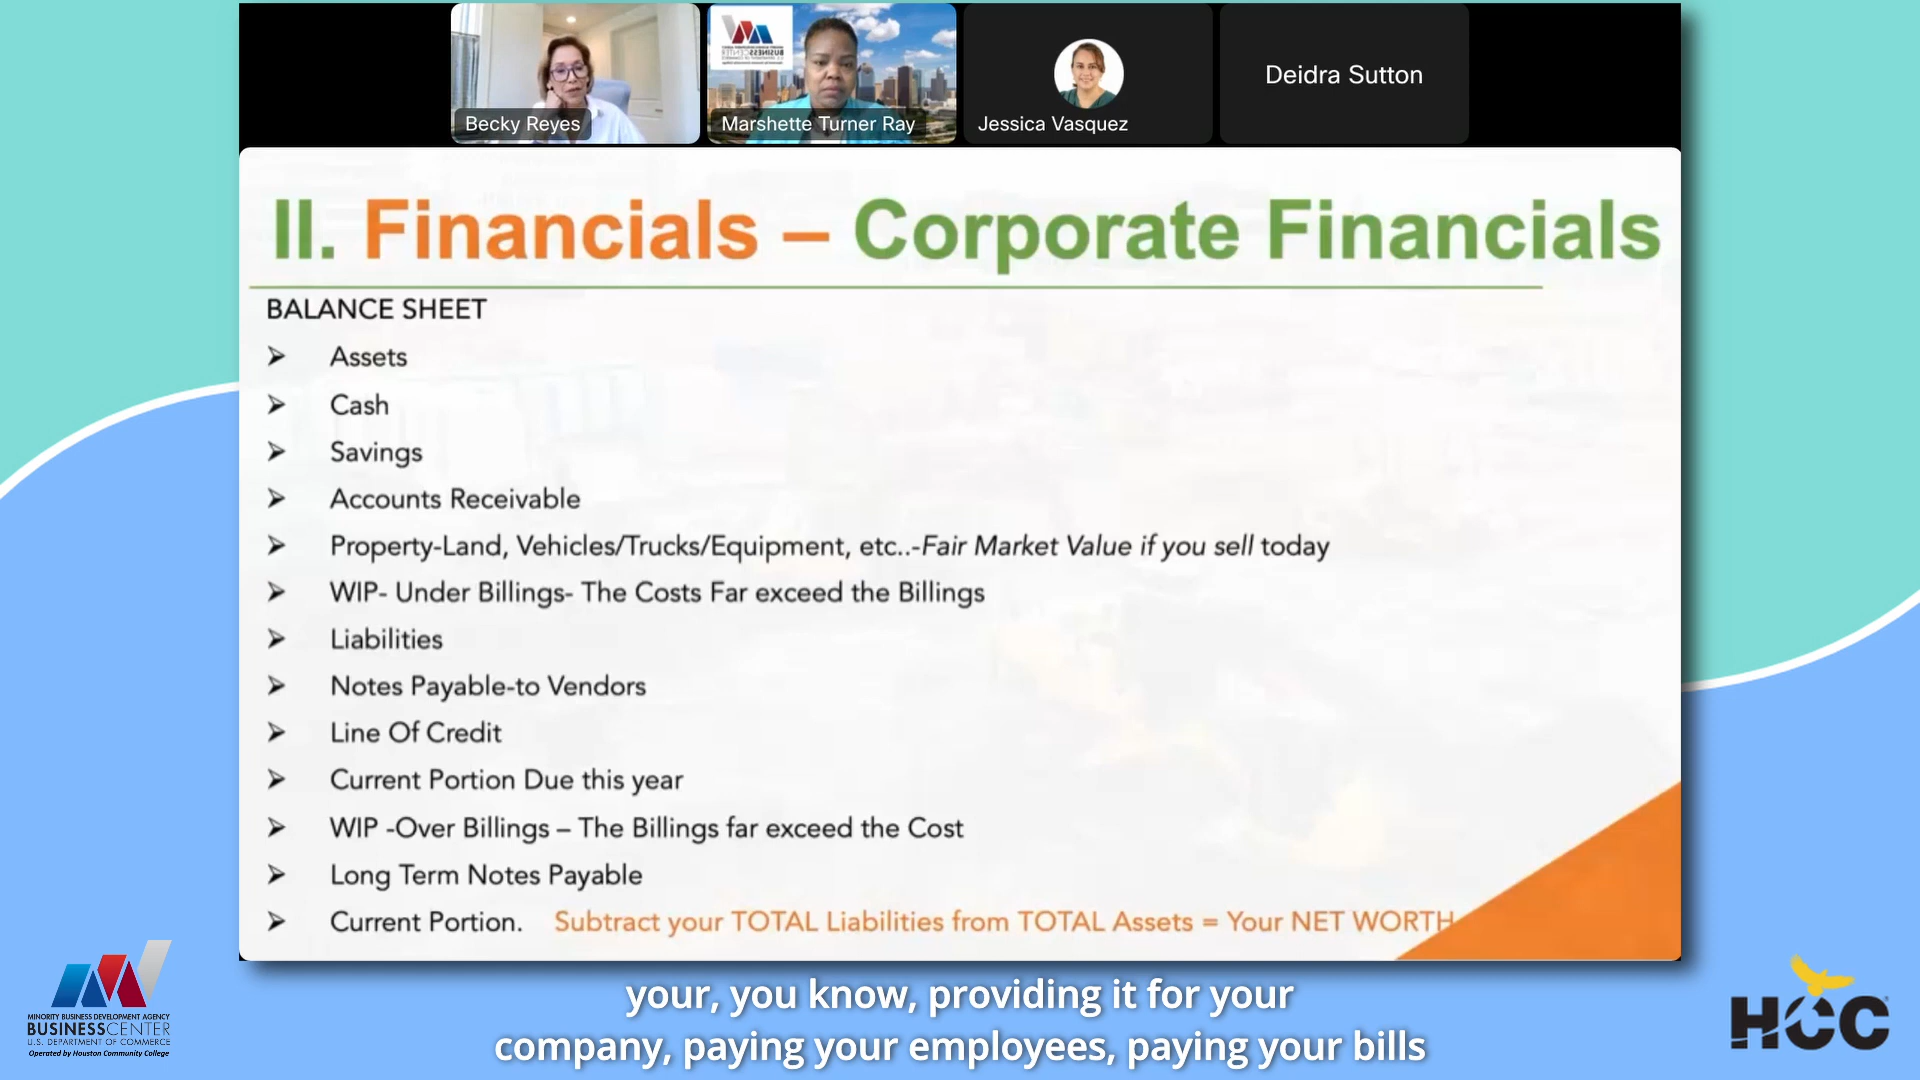 Becky Reyes
Marshette Turner Ray
Jessica Vasquez
Deidra Sutton
II. Financials – Corporate Financials
BALANCE SHEET
➤ Assets
➤ Cash
➤ Savings
➤ Accounts Receivable
➤ Property-Land, Vehicles/Trucks/Equipment, etc..-Fair Market Value if you sell today
➤ WIP- Under Billings- The Costs Far exceed the Billings
➤ Liabilities
➤ Notes Payable-to Vendors
➤ Line Of Credit
➤ Current Portion Due this year
➤ WIP -Over Billings – The Billings far exceed the Cost
➤ Long Term Notes Payable
➤ Current Portion. Subtract your TOTAL Liabilities from TOTAL Assets = Your NET WORTH
MINORITY BUSINESS DEVELOPMENT AGENCY
BUSINESSCENTER
U.S. DEPARTMENT OF COMMERCE
Operated by Houston Community College
HCC
your, you know, providing it for your
company, paying your employees, paying your bills